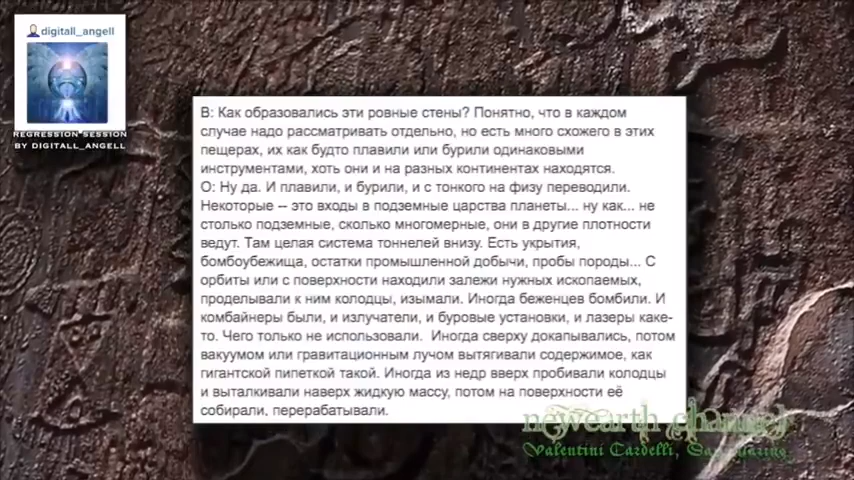 digitall_angell
REGRESSION SESSION
BY DIGITALL_ANGELL
В: Как образовались эти ровные стены? Понятно, что в каждом
случае надо рассматривать отдельно, но есть много схожего в этих
пещерах, их как будто плавили или бурили одинаковыми
инструментами, хоть они и на разных континентах находятся.
О: Ну да. И плавили, и бурили, и с тонкого на физу переводили.
Некоторые -- это входы в подземные царства планеты... ну как... не
столько подземные, сколько многомерные, они в другие плотности
ведут. Там целая система тоннелей внизу. Есть укрытия,
бомбоубежища, остатки промышленной добычи, пробы породы... С
орбиты или с поверхности находили залежи нужных ископаемых,
проделывали к ним колодцы, изымали. Иногда беженцев бомбили. И
комбайнеры были, и излучатели, и буровые установки, и лазеры каке-
то. Чего только не использовали. Иногда сверху докапывались, потом
вакуумом или гравитационным лучом вытягивали содержимое, как
гигантской пипеткой такой. Иногда из недр вверх пробивали колодцы
и выталкивали наверх жидкую массу, потом на поверхности её
собирали, перерабатывали.
newearth channel
Valentini Cardelli, San Marino